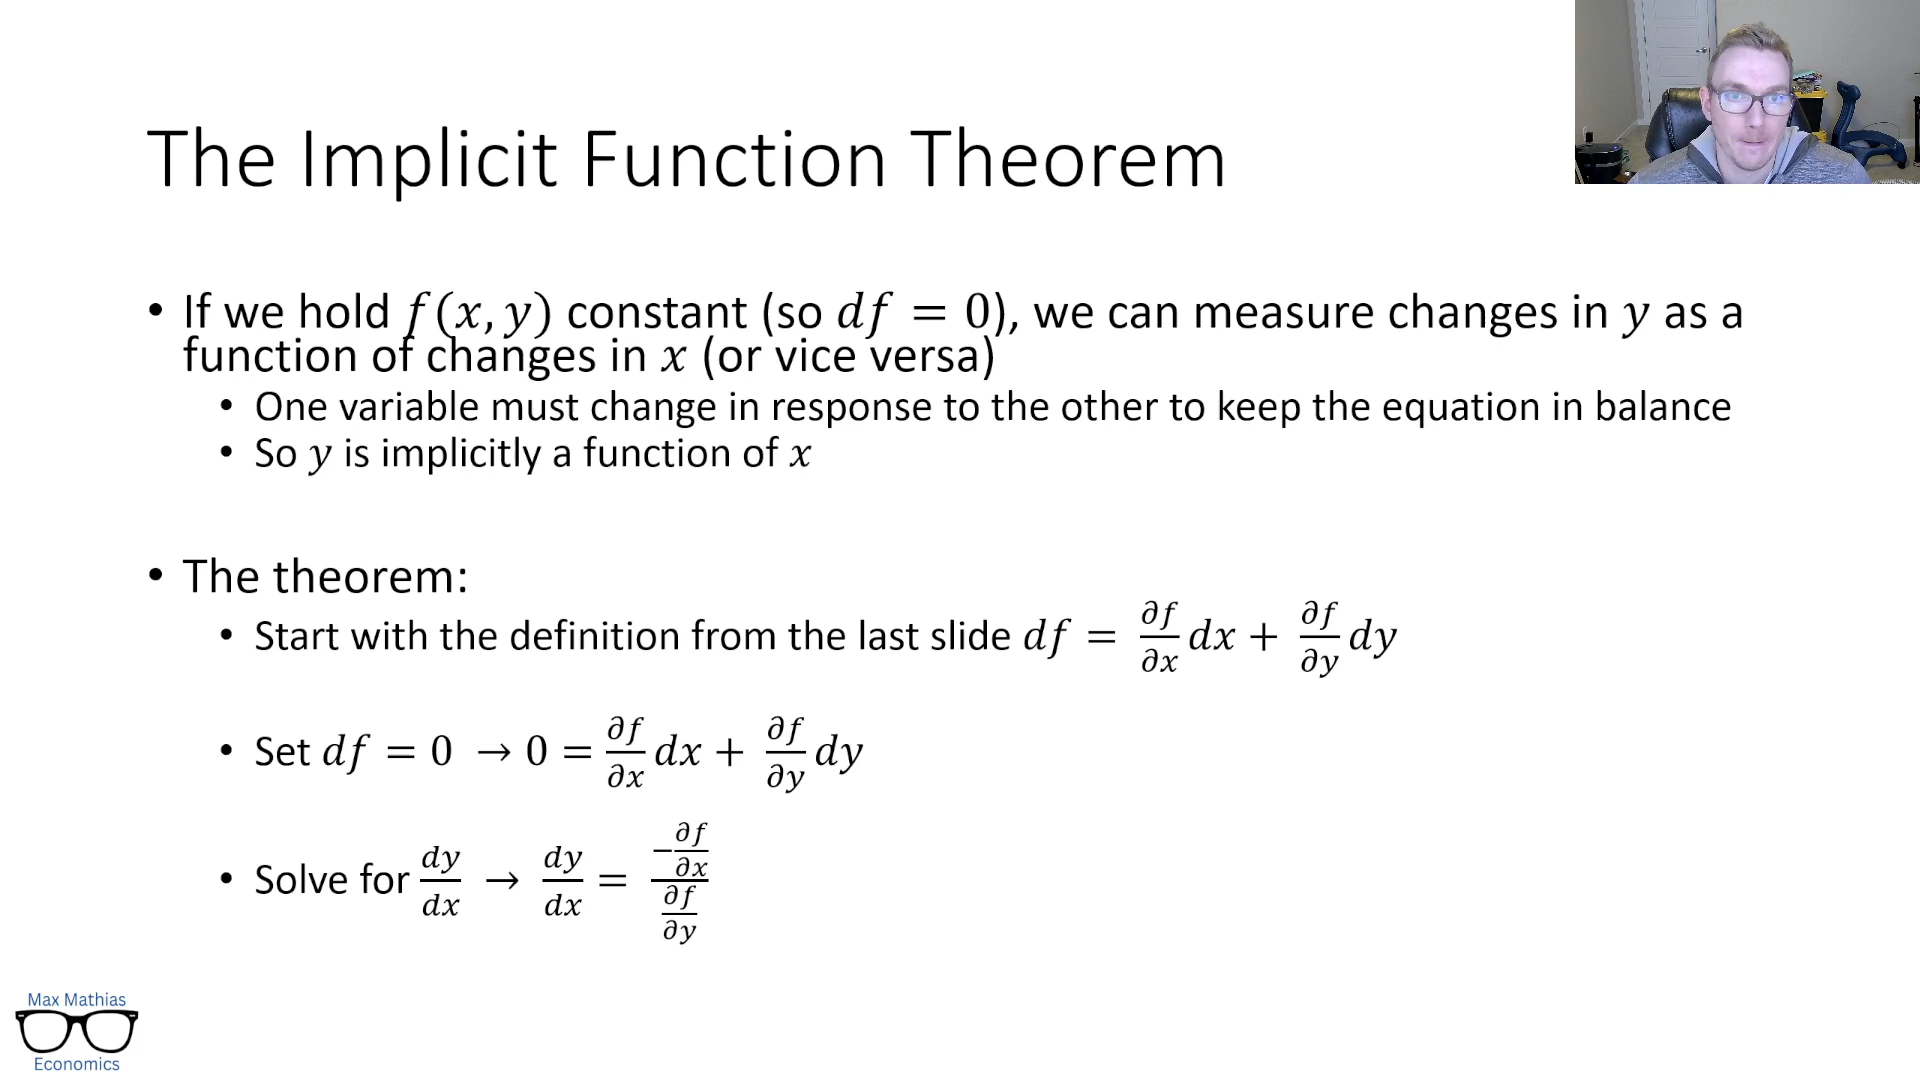 The Implicit Function Theorem
• If we hold 𝑓(𝑥, 𝑦) constant (so 𝑑𝑓 = 0), we can measure changes in 𝑦 as a
function of changes in 𝑥 (or vice versa)
• One variable must change in response to the other to keep the equation in balance
• So 𝑦 is implicitly a function of 𝑥
• The theorem:
• Start with the definition from the last slide 𝑑𝑓 = ∂𝑓/∂𝑥 𝑑𝑥 + ∂𝑓/∂𝑦 𝑑𝑦
• Set 𝑑𝑓 = 0 → 0 = ∂𝑓/∂𝑥 𝑑𝑥 + ∂𝑓/∂𝑦 𝑑𝑦
• Solve for 𝑑𝑦/𝑑𝑥 → 𝑑𝑦/𝑑𝑥 = (−∂𝑓/∂𝑥)/(∂𝑓/∂𝑦)
Max Mathias
Economics